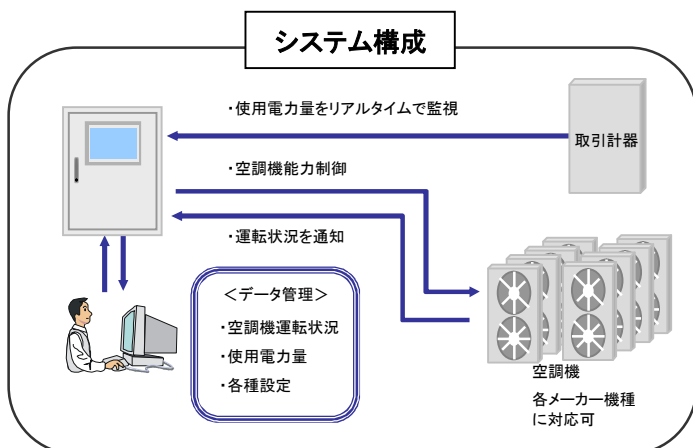 システム構成
・使用電力量をリアルタイムで監視
取引計器
・空調機能力制御
・運転状況を通知
＜データ管理＞
・空調機運転状況
・使用電力量
・各種設定
空調機
各メーカー機種
に対応可